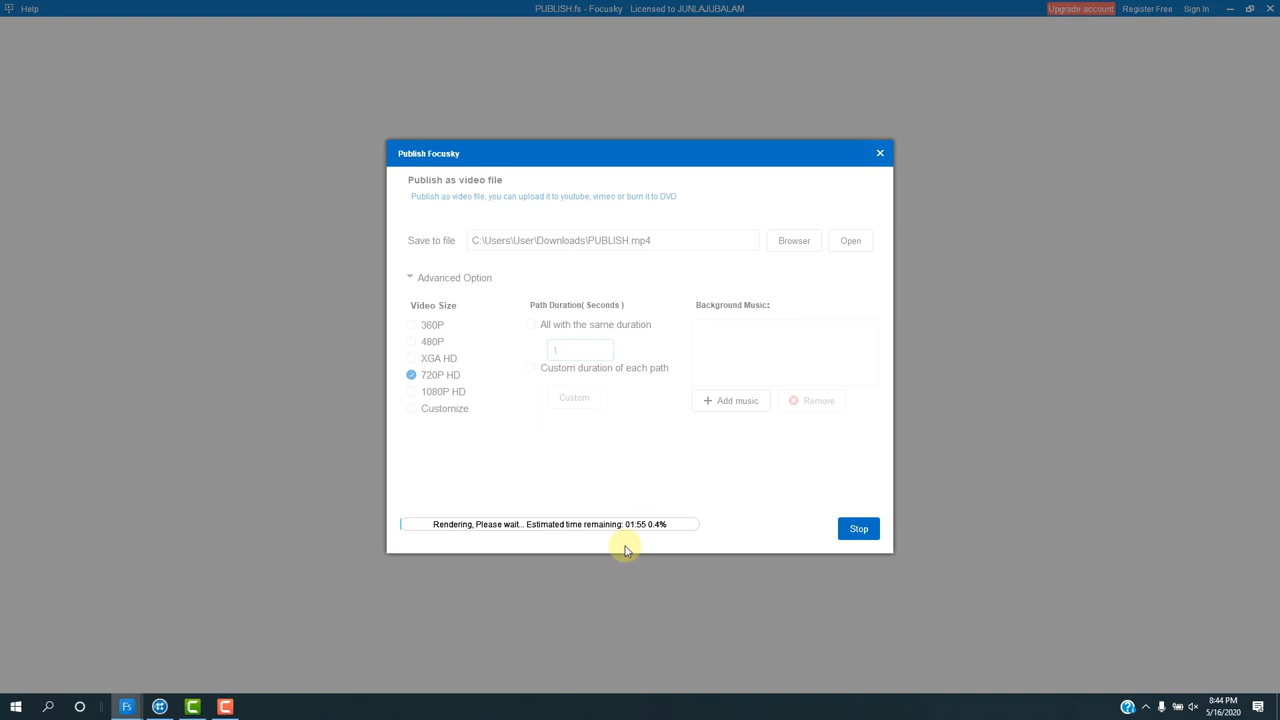 Help
PUBLISH.fs - Focusky   Licensed to JUNLAJUBALAM
Upgrade account   Register Free   Sign In
Publish Focusky
Publish as video file
Publish as video file, you can upload it to youtube, vimeo or burn it to DVD
Save to file   C:\Users\User\Downloads\PUBLISH.mp4   Browser   Open
Advanced Option
Video Size   Path Duration( Seconds )   Background Music:
360P   All with the same duration
480P   1
XGA HD
720P HD   Custom duration of each path
1080P HD
Custom   Add music   Remove
Customize
Rendering, Please wait... Estimated time remaining: 01:55 0.4%
Stop
Fs
8:44 PM
5/16/2020